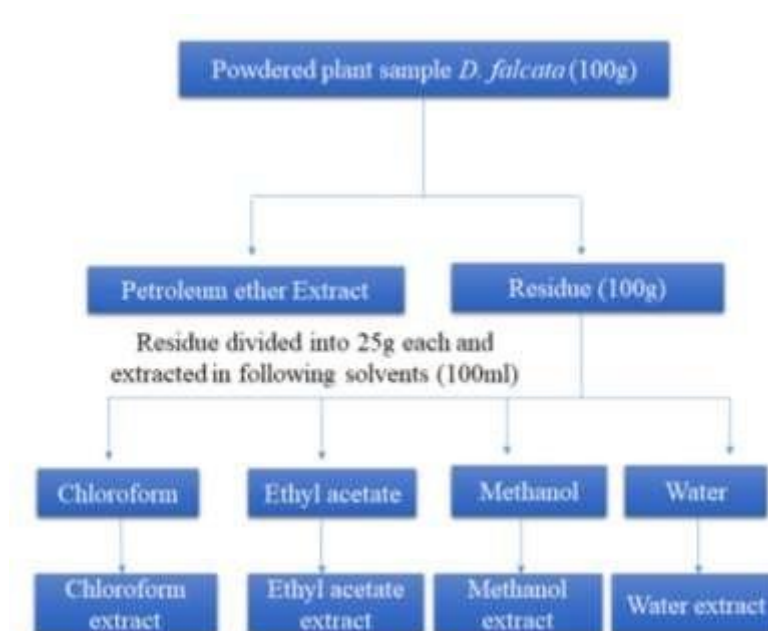 Powdered plant sample D. falcata (100g)
Petroleum ether Extract
Residue (100g)
Residue divided into 25g each and
extracted in following solvents (100ml)
Chloroform
Ethyl acetate
Methanol
Water
Chloroform
extract
Ethyl acetate
extract
Methanol
extract
Water extract